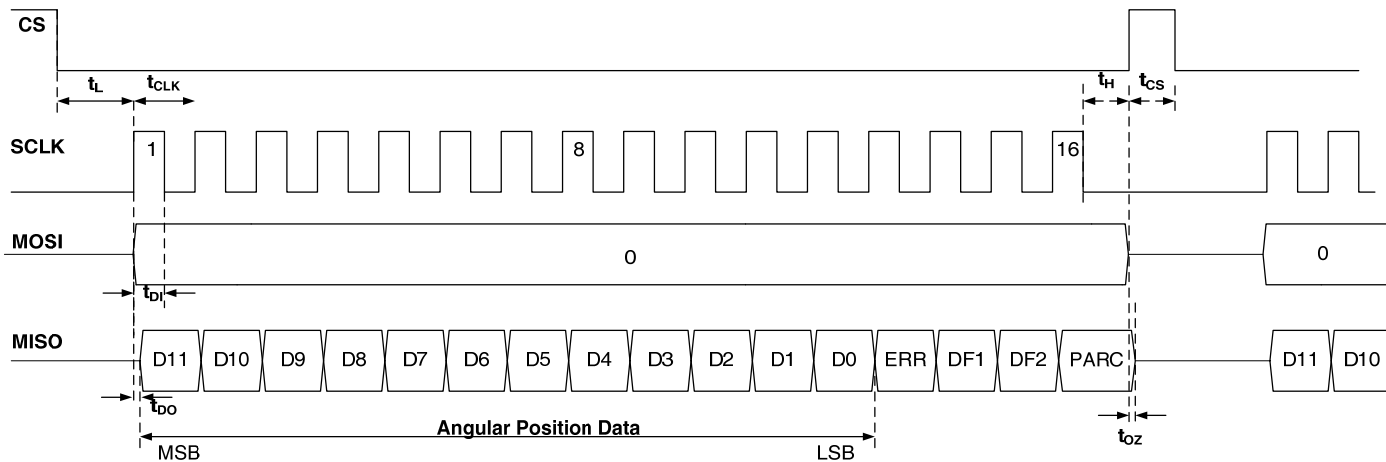 CS
tL tCLK tH tCS
SCLK 1 8 16
MOSI 0 0
tDI
MISO D11 D10 D9 D8 D7 D6 D5 D4 D3 D2 D1 D0 ERR DF1 DF2 PARC D11 D10
tDO
Angular Position Data tOZ
MSB LSB